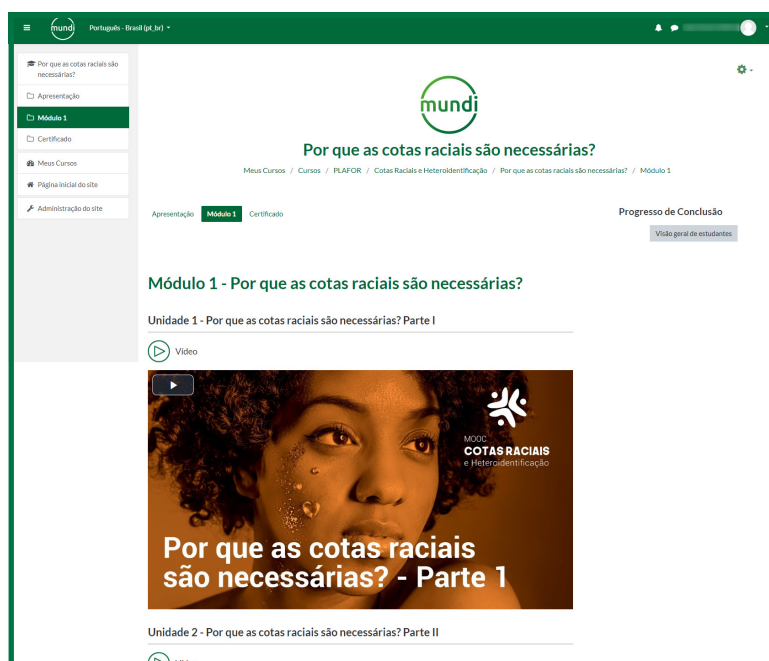 mundi
Português - Brasil (pt_br)
Por que as cotas raciais são
necessárias?
Apresentação
Módulo 1
Certificado
Meus Cursos
Página inicial do site
Administração do site
mundi
Por que as cotas raciais são necessárias?
Meus Cursos / Cursos / PLAFOR / Cotas Raciais e Heteroidentificação / Por que as cotas raciais são necessárias? / Módulo 1
Apresentação Módulo 1 Certificado
Progresso de Conclusão
Visão geral de estudantes
Módulo 1 - Por que as cotas raciais são necessárias?
Unidade 1 - Por que as cotas raciais são necessárias? Parte I
Vídeo
MOOC
COTAS RACIAIS
e Heteroidentificação
Por que as cotas raciais
são necessárias? - Parte 1
Unidade 2 - Por que as cotas raciais são necessárias? Parte II